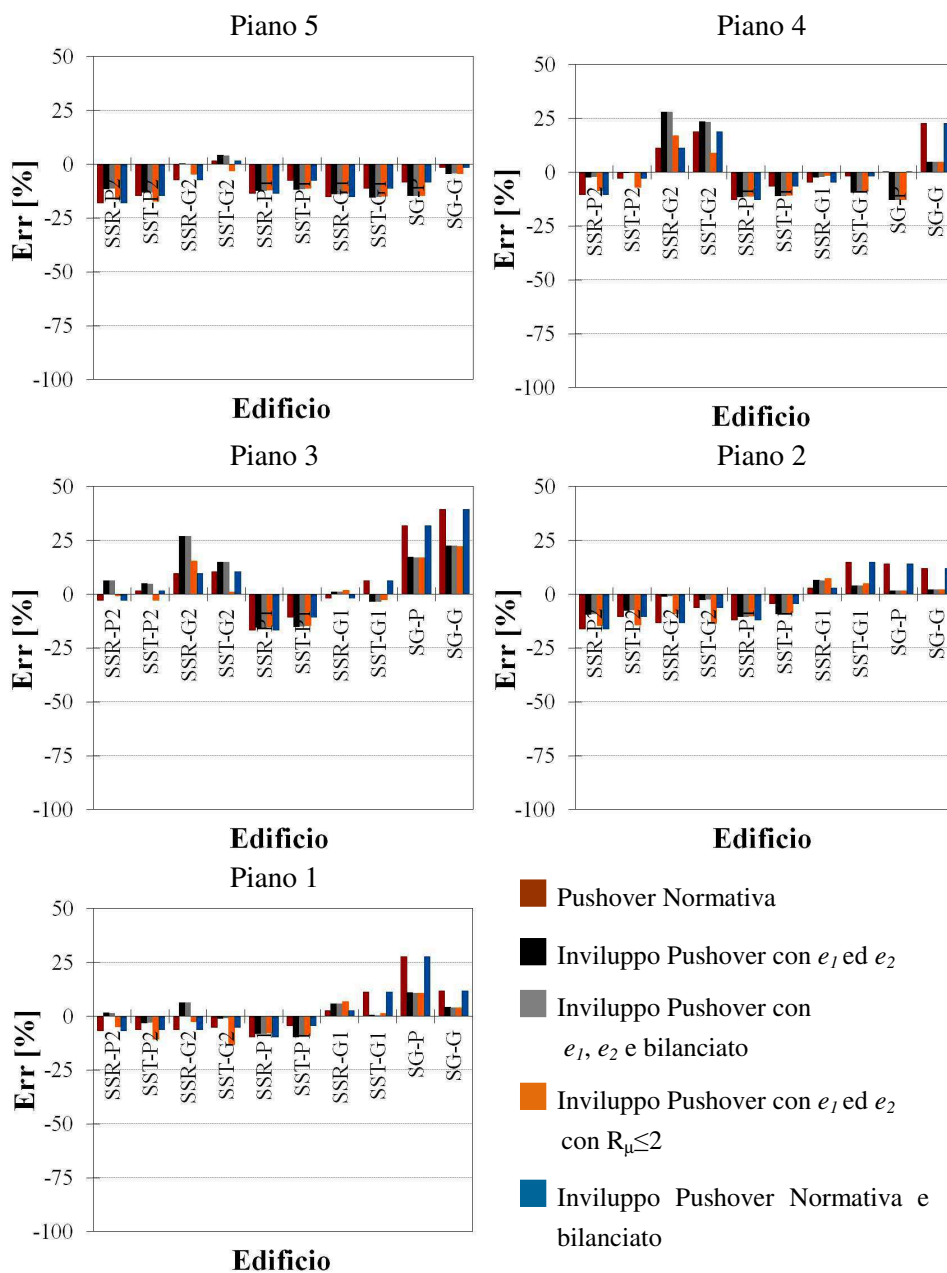 Piano 5
50
25
0
-25
-50
-75
-100
Err [%]
SSR-P2
SST-P2
SSR-G2
SST-G2
SSR-P1
SST-P1
SSR-G1
SST-G1
SG-P
SG-G
Edificio
Piano 4
50
25
0
-25
-50
-75
-100
Err [%]
SSR-P2
SST-P2
SSR-G2
SST-G2
SSR-P1
SST-P1
SSR-G1
SST-G1
SG-P
SG-G
Edificio
Piano 3
50
25
0
-25
-50
-75
-100
Err [%]
SSR-P2
SST-P2
SSR-G2
SST-G2
SSR-P1
SST-P1
SSR-G1
SST-G1
SG-P
SG-G
Edificio
Piano 2
50
25
0
-25
-50
-75
-100
Err [%]
SSR-P2
SST-P2
SSR-G2
SST-G2
SSR-P1
SST-P1
SSR-G1
SST-G1
SG-P
SG-G
Edificio
Piano 1
50
25
0
-25
-50
-75
-100
Err [%]
SSR-P2
SST-P2
SSR-G2
SST-G2
SSR-P1
SST-P1
SSR-G1
SST-G1
SG-P
SG-G
Edificio
Pushover Normativa
Inviluppo Pushover con e₁ ed e₂
Inviluppo Pushover con
e₁, e₂ e bilanciato
Inviluppo Pushover con e₁ ed e₂
con Rμ≤2
Inviluppo Pushover Normativa e
bilanciato